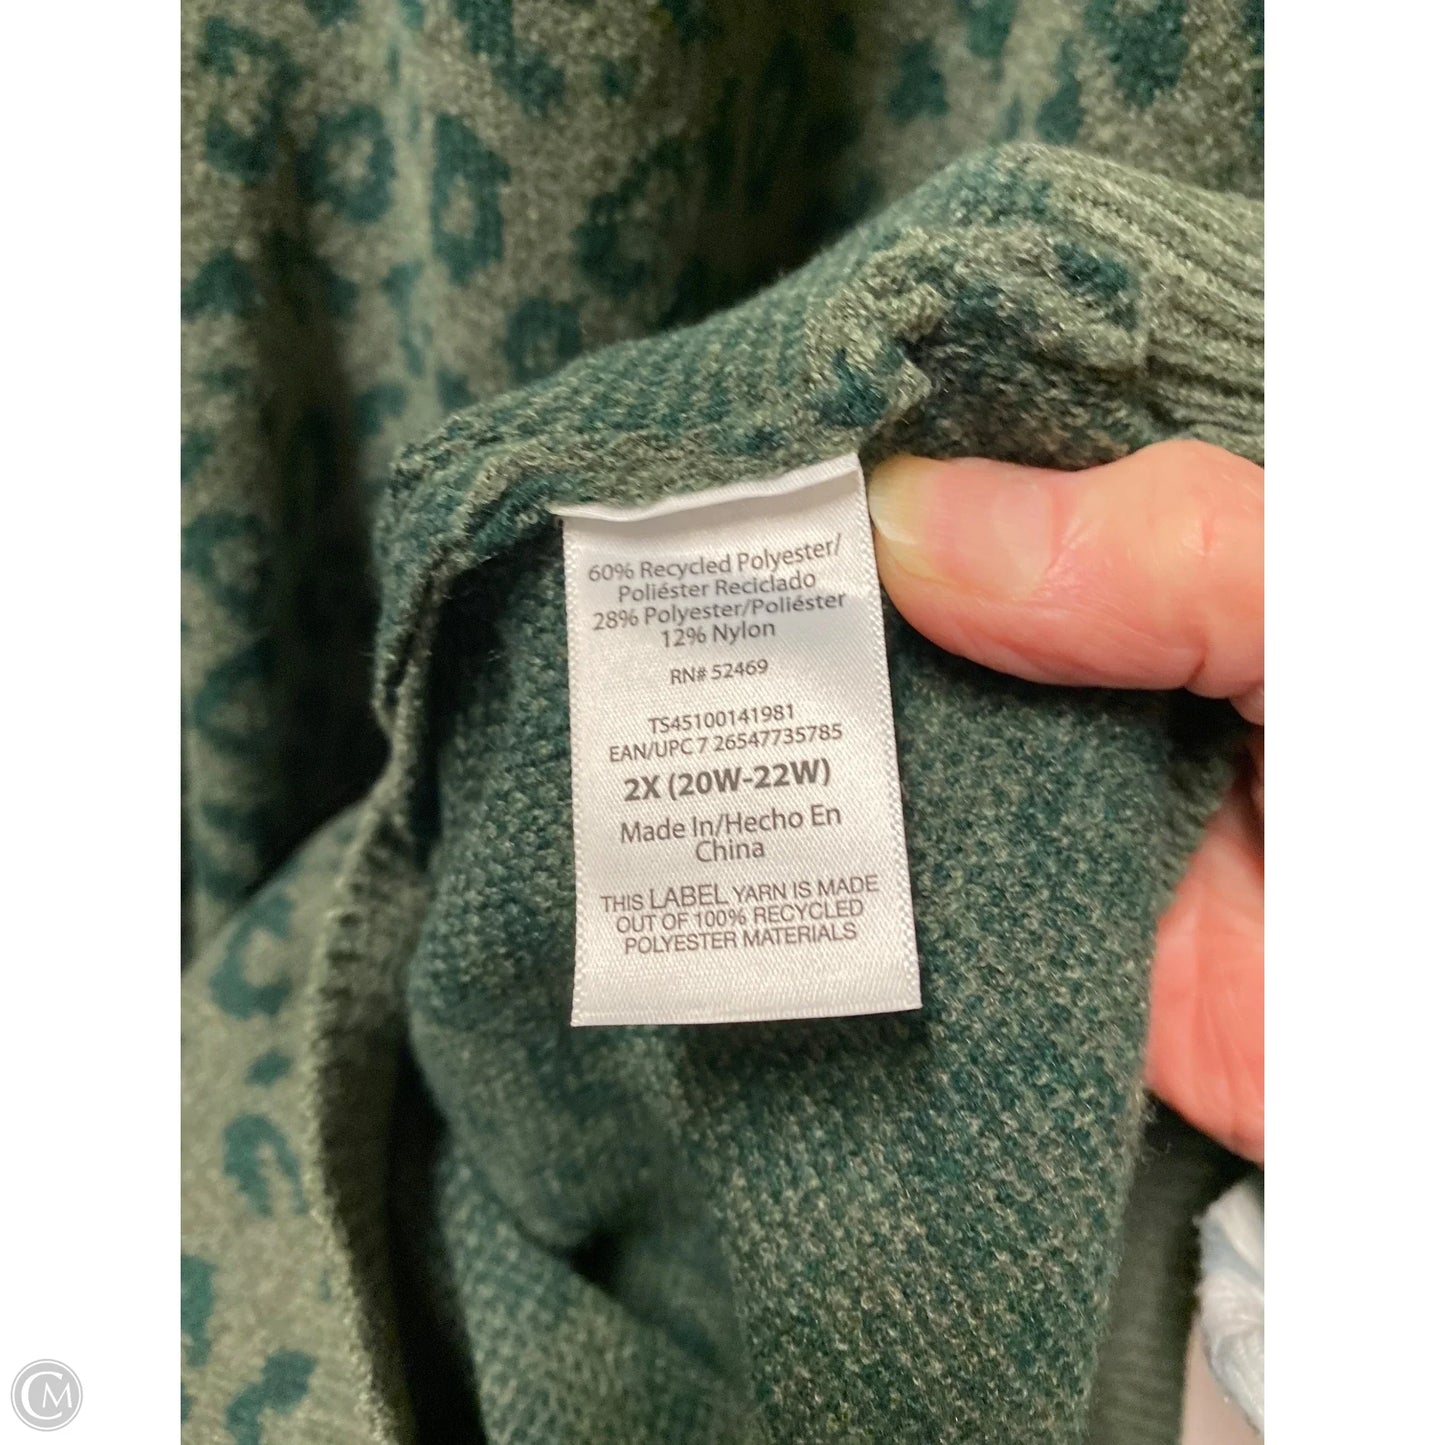 60% Recycled Polyester/
Poliéster Reciclado
28% Polyester/Poliéster
12% Nylon
RN# 52469
TS45100141981
EAN/UPC 7 26547735785
2X (20W-22W)
Made In/Hecho En
China
THIS LABEL YARN IS MADE
OUT OF 100% RECYCLED
POLYESTER MATERIALS
CM